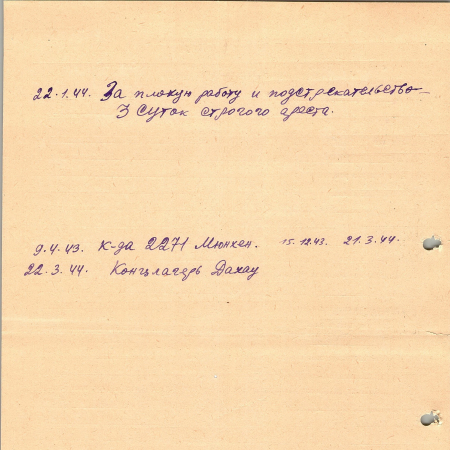 22.1.44. За плохую работу и подстрекательство
3 суток строгого ареста.
9.4.43. К-да 2271 Мюнхен. 15.12.43. 21.3.44.
22.3.44. Концлагерь Дахау